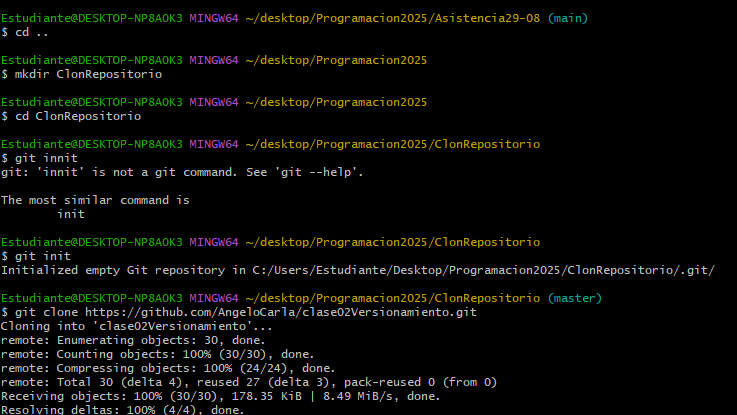 Estudiante@DESKTOP-NP8AOK3 MINGW64 ~/desktop/Programacion2025/Asistencia29-08 (main)
$ cd ..
Estudiante@DESKTOP-NP8AOK3 MINGW64 ~/desktop/Programacion2025
$ mkdir ClonRepositorio
Estudiante@DESKTOP-NP8AOK3 MINGW64 ~/desktop/Programacion2025
$ cd ClonRepositorio
Estudiante@DESKTOP-NP8AOK3 MINGW64 ~/desktop/Programacion2025/ClonRepositorio
$ git innit
git: 'innit' is not a git command. See 'git --help'.
The most similar command is
init
Estudiante@DESKTOP-NP8AOK3 MINGW64 ~/desktop/Programacion2025/ClonRepositorio
$ git init
Initialized empty Git repository in C:/Users/Estudiante/Desktop/Programacion2025/ClonRepositorio/.git/
Estudiante@DESKTOP-NP8AOK3 MINGW64 ~/desktop/Programacion2025/ClonRepositorio (master)
$ git clone https://github.com/AngeloCarla/clase02Versionamiento.git
Cloning into 'clase02Versionamiento'...
remote: Enumerating objects: 30, done.
remote: Counting objects: 100% (30/30), done.
remote: Compressing objects: 100% (24/24), done.
remote: Total 30 (delta 4), reused 27 (delta 3), pack-reused 0 (from 0)
Receiving objects: 100% (30/30), 178.35 KiB | 8.49 MiB/s, done.
Resolving deltas: 100% (4/4), done.